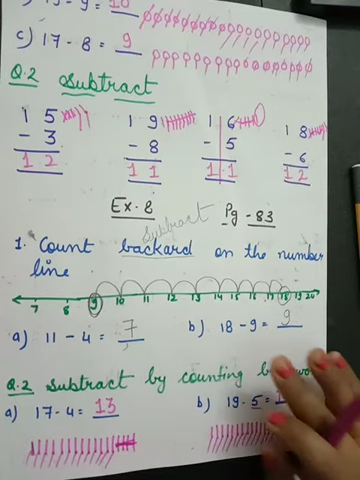 - 9 = 10
c) 17 - 8 = 9
Q.2 Subtract
1 5 1 9 1 6 1 8
- 3 - 8 - 5 - 6
1 2 1 1 1 1 1 2
Ex. 8 Subtract Pg - 83
1. Count backard on the number
line
7 8 9 10 11 12 13 14 15 16 17 18 19 20
a) 11 - 4 = 7 b) 18 - 9 = 9
Q.2 Subtract by counting
a) 17 - 4 = 13 b) 19 - 5 =